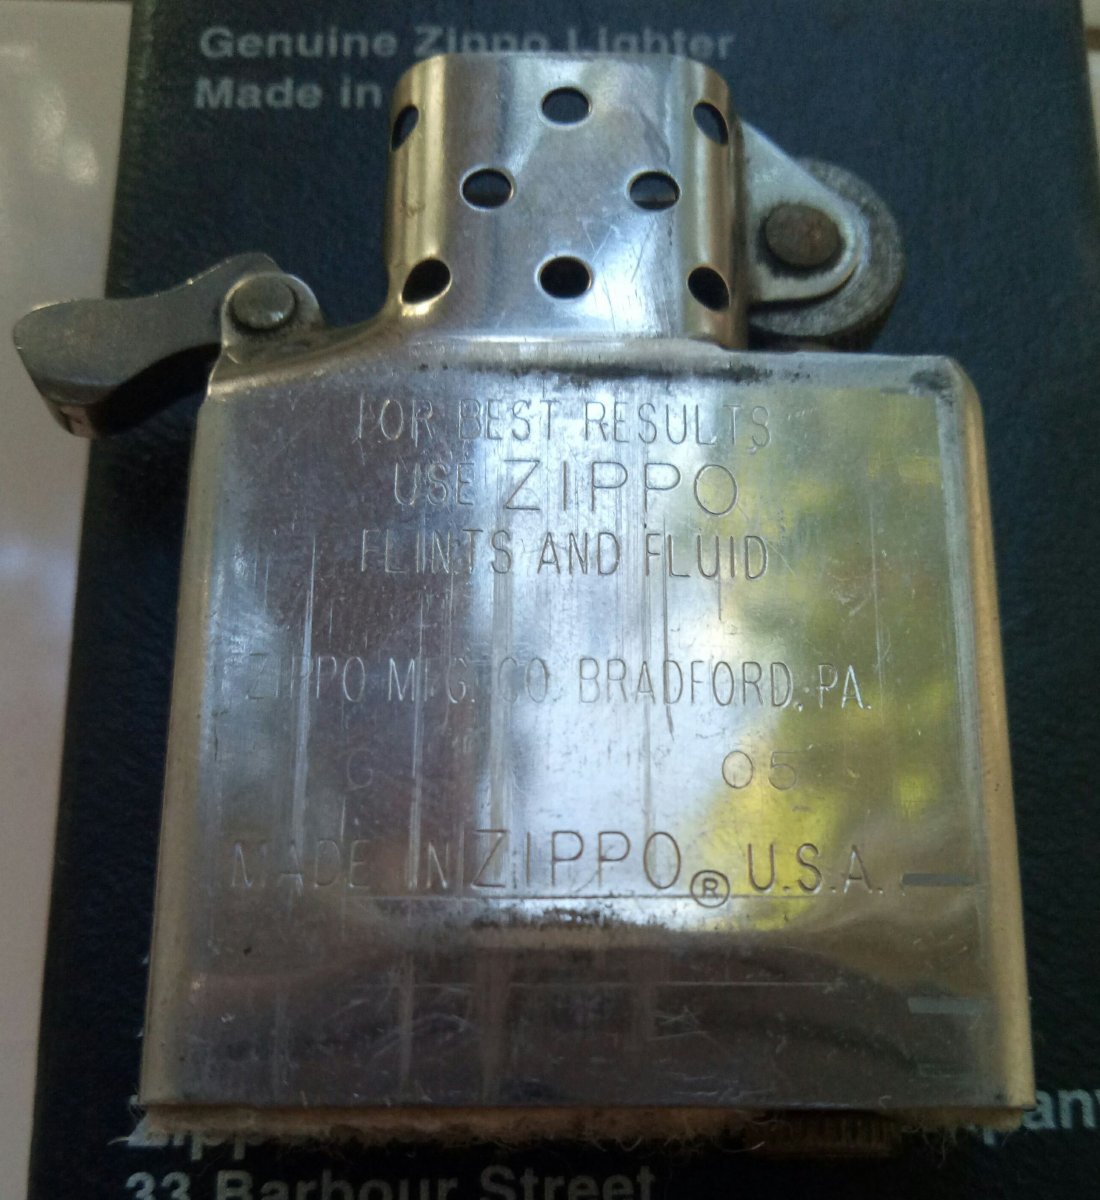 Genuine Zippo Lighter
Made in
FOR BEST RESULTS
USE ZIPPO
FLINTS AND FLUID
ZIPPO MFG. CO. BRADFORD, PA.
G 05
MADE IN ZIPPO® U.S.A.
33 Barbour Street